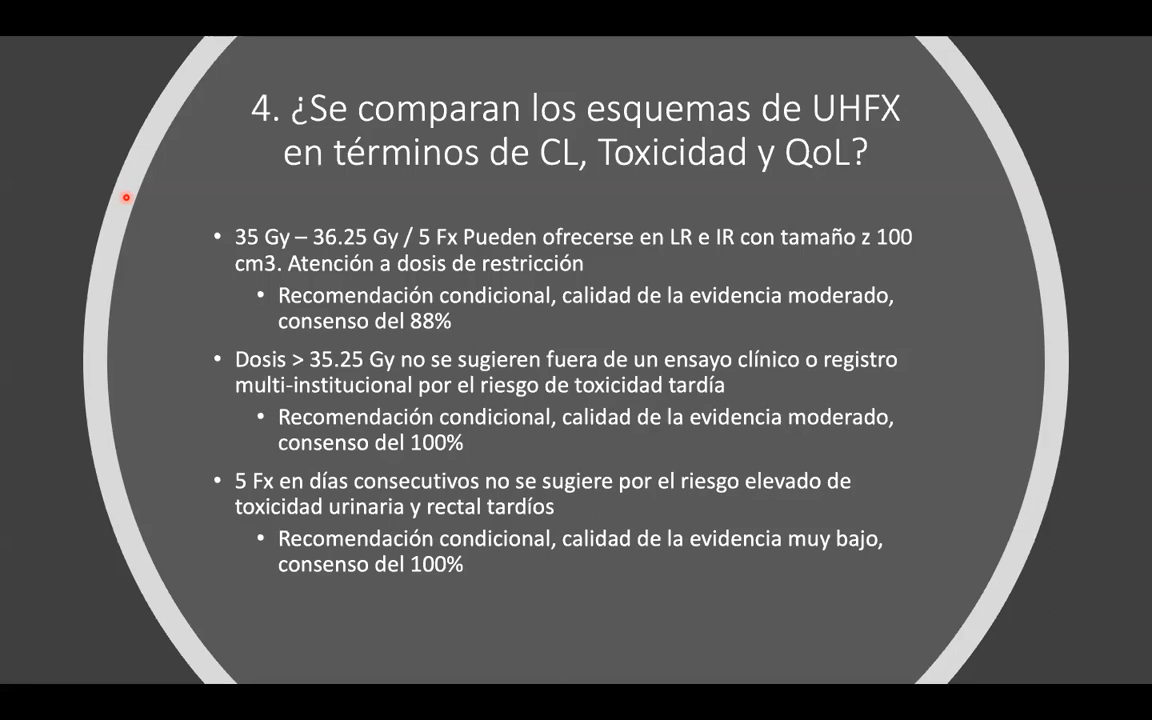 4. ¿Se comparan los esquemas de UHFX
en términos de CL, Toxicidad y QoL?
• 35 Gy – 36.25 Gy / 5 Fx Pueden ofrecerse en LR e IR con tamaño z 100
cm3. Atención a dosis de restricción
• Recomendación condicional, calidad de la evidencia moderado,
consenso del 88%
• Dosis > 35.25 Gy no se sugieren fuera de un ensayo clínico o registro
multi-institucional por el riesgo de toxicidad tardía
• Recomendación condicional, calidad de la evidencia moderado,
consenso del 100%
• 5 Fx en días consecutivos no se sugiere por el riesgo elevado de
toxicidad urinaria y rectal tardíos
• Recomendación condicional, calidad de la evidencia muy bajo,
consenso del 100%